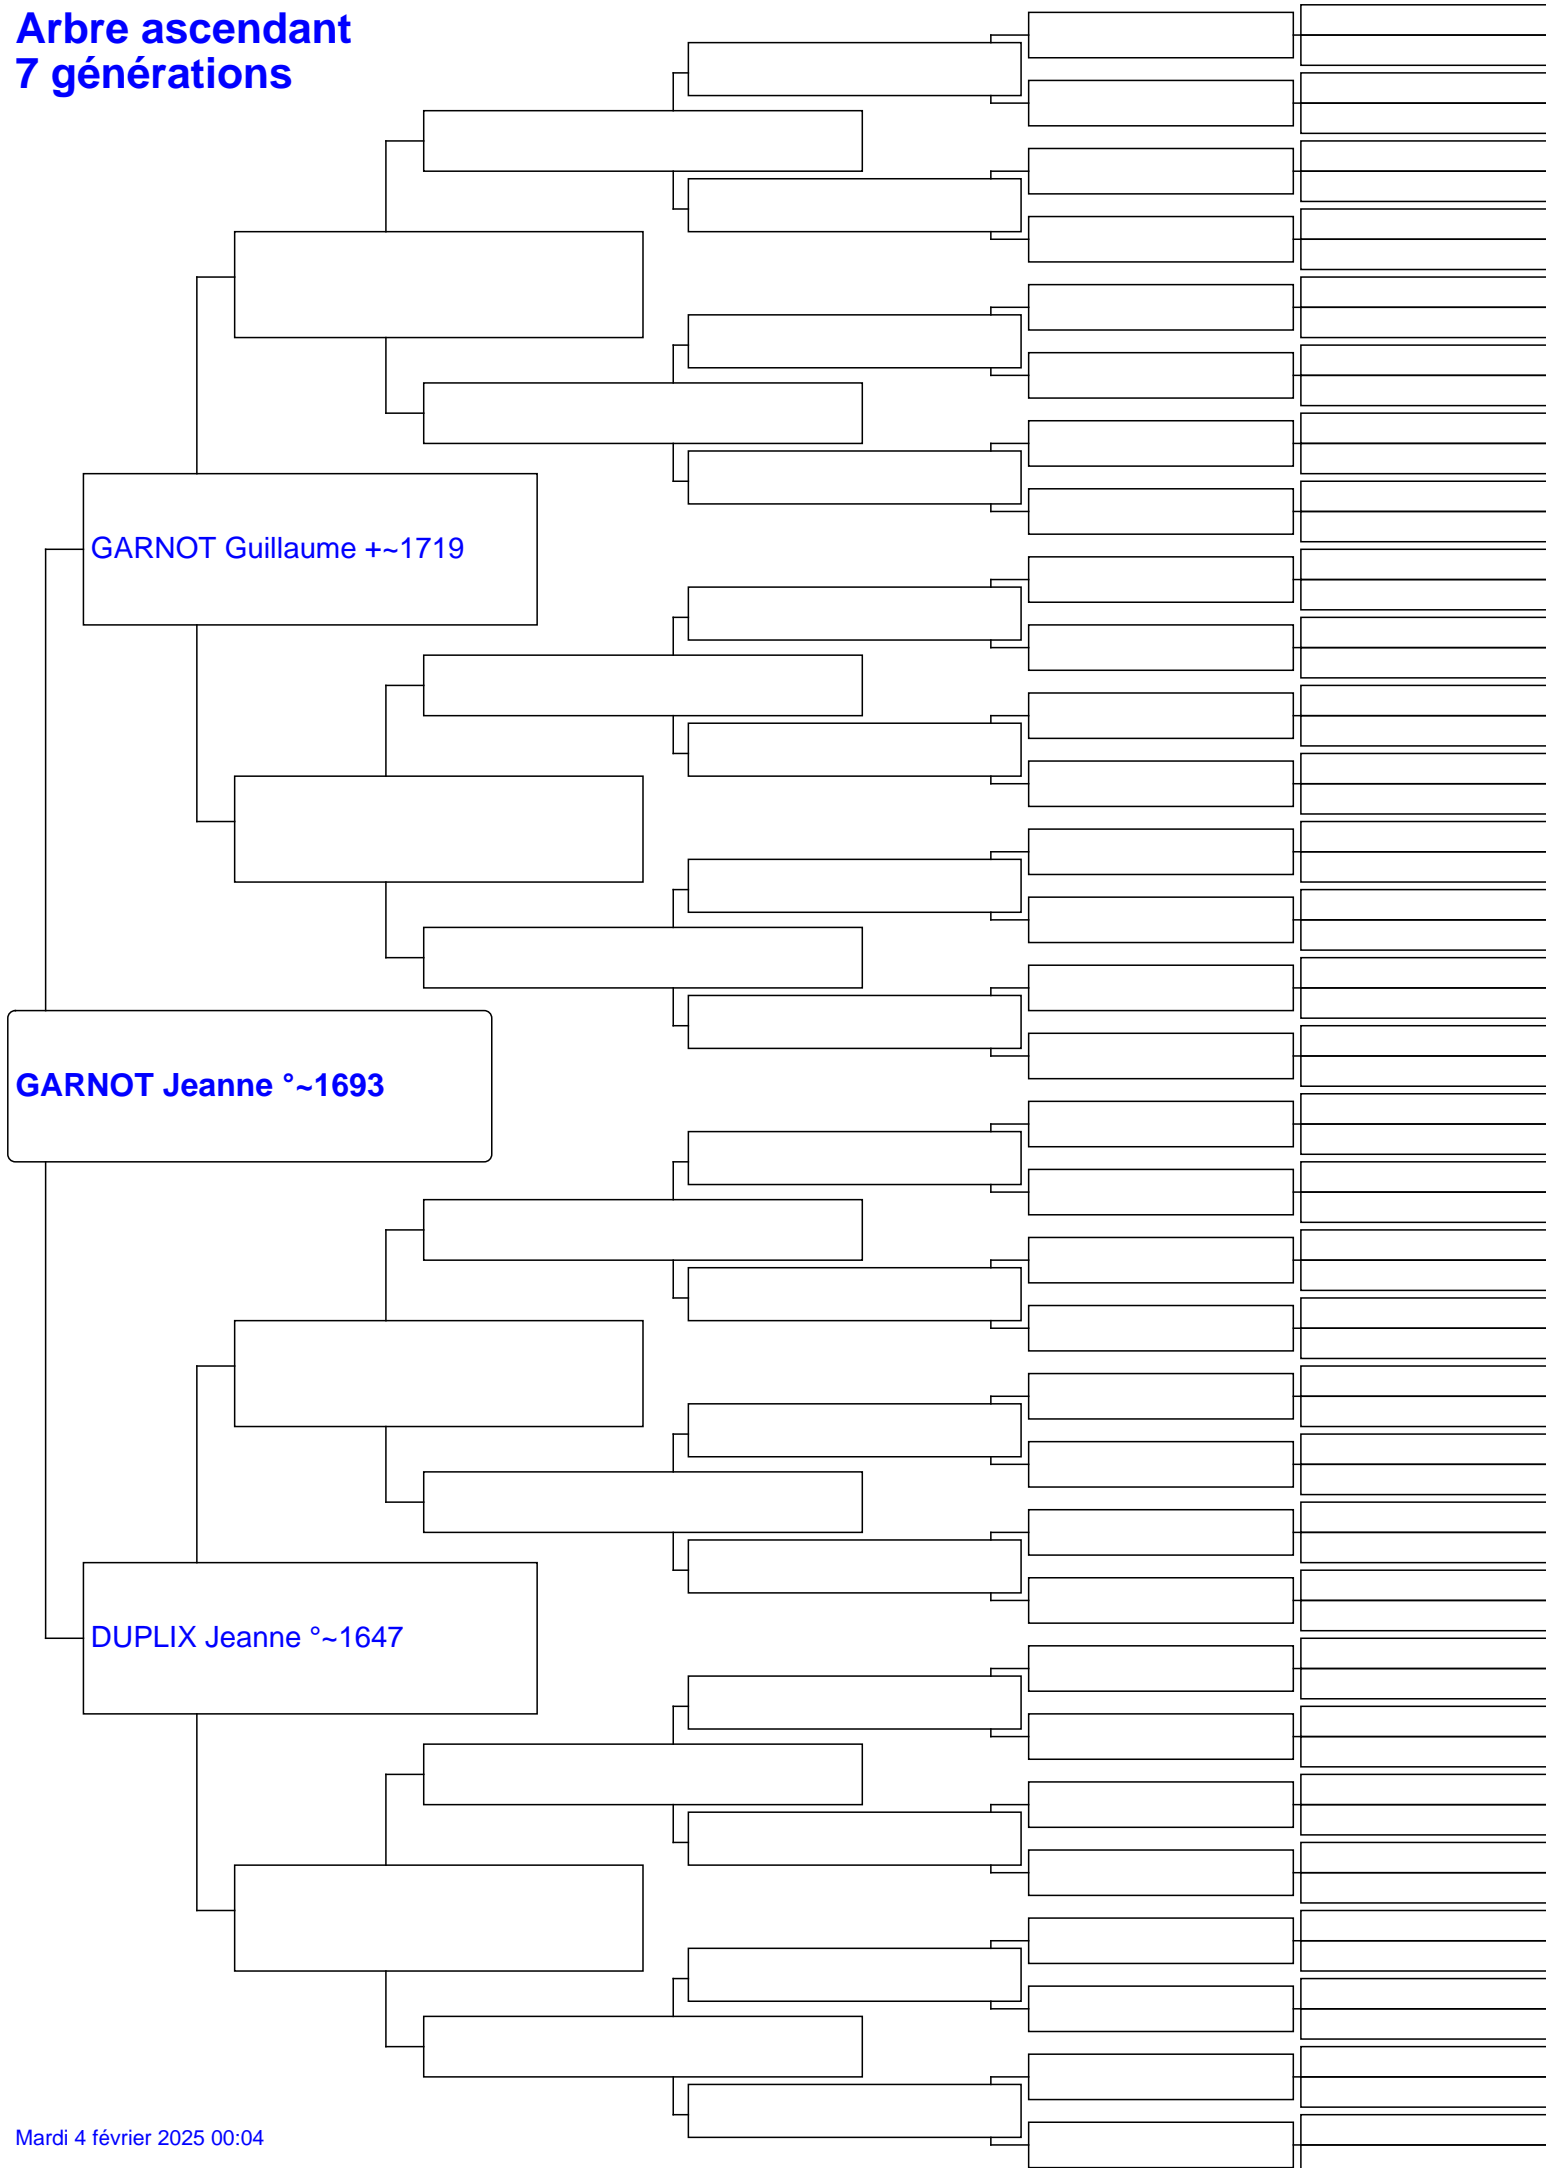 Arbre ascendant
7 générations
GARNOT Guillaume +~1719
GARNOT Jeanne °~1693
DUPLIX Jeanne °~1647
Mardi 4 février 2025 00:04